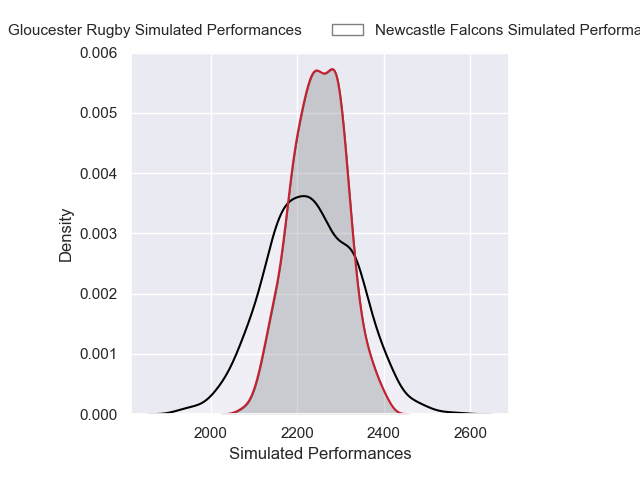 Gloucester Rugby Simulated Performances
Newcastle Falcons Simulated Performa
0.006
0.005
0.004
0.003
0.002
0.001
0.000
Density
2000 2200 2400 2600
Simulated Performances